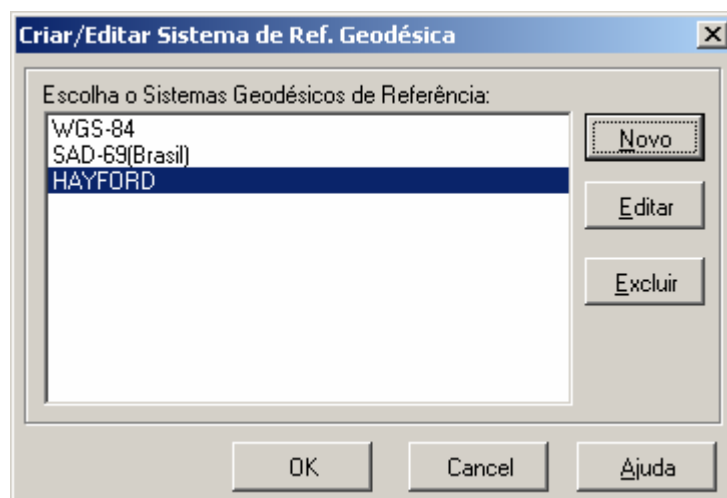 Criar/Editar Sistema de Ref. Geodésica
Escolha o Sistemas Geodésicos de Referência:
WGS-84
SAD-69(Brasil)
HAYFORD
Novo
Editar
Excluir
OK
Cancel
Ajuda